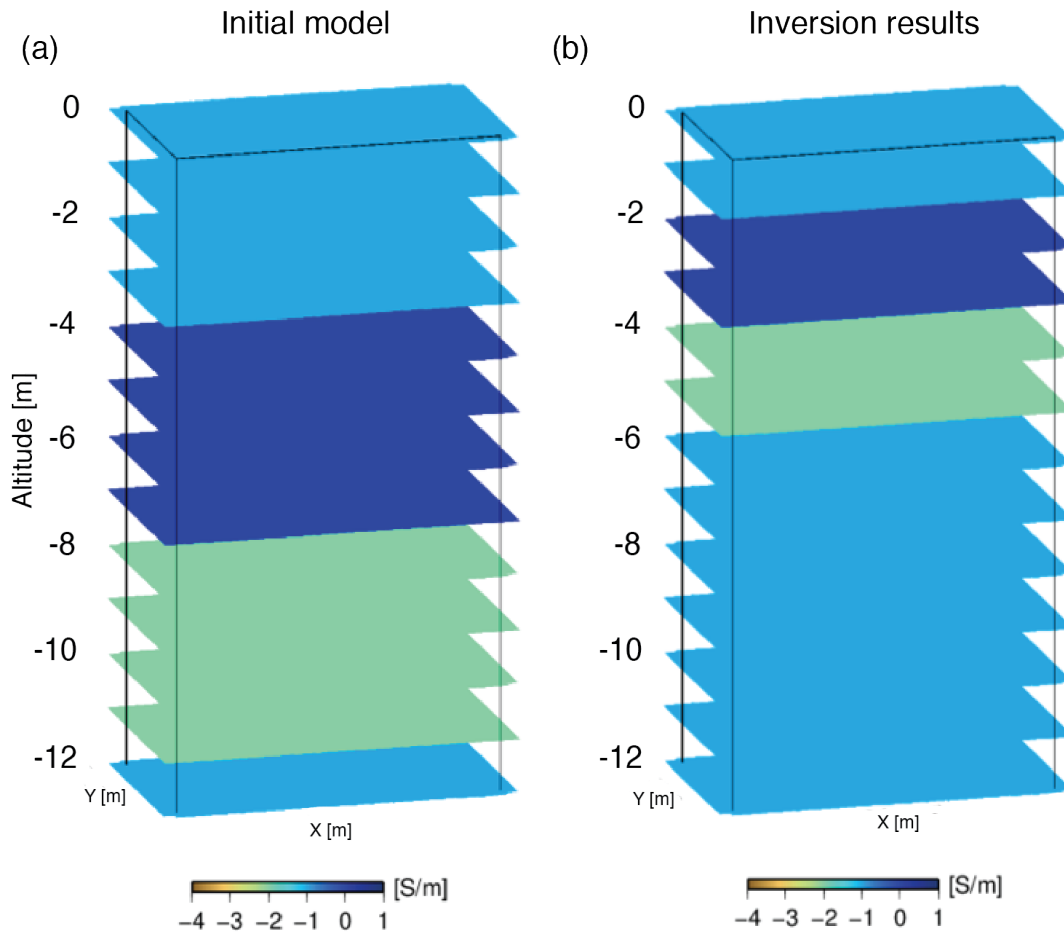 Initial model
Inversion results
(a)
(b)
0
-2
-4
-6
-8
-10
-12
Altitude [m]
Y [m]
X [m]
[S/m]
−4 −3 −2 −1 0 1
0
-2
-4
-6
-8
-10
-12
Y [m]
X [m]
[S/m]
−4 −3 −2 −1 0 1